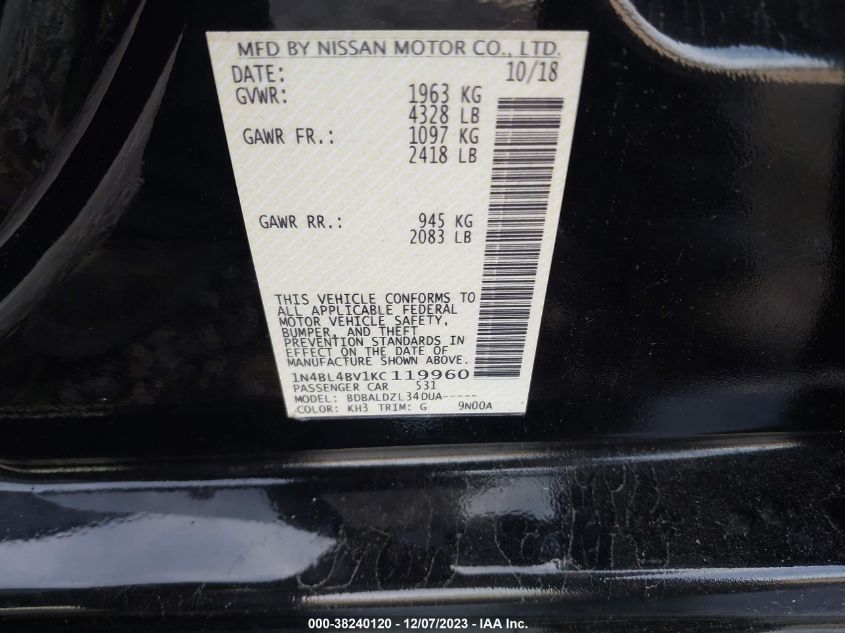 MFD BY NISSAN MOTOR CO., LTD.
DATE: 10/18
GVWR: 1963 KG
4328 LB
GAWR FR.: 1097 KG
2418 LB
GAWR RR.: 945 KG
2083 LB
THIS VEHICLE CONFORMS TO
ALL APPLICABLE FEDERAL
MOTOR VEHICLE SAFETY,
BUMPER, AND THEFT
PREVENTION STANDARDS IN
EFFECT ON THE DATE OF
MANUFACTURE SHOWN ABOVE.
1N4BL4BV1KC119960
PASSENGER CAR 531
MODEL: BDBALDZL34DUA-----
COLOR: KH3 TRIM: G 9N00A
000-38240120 - 12/07/2023 - IAA Inc.